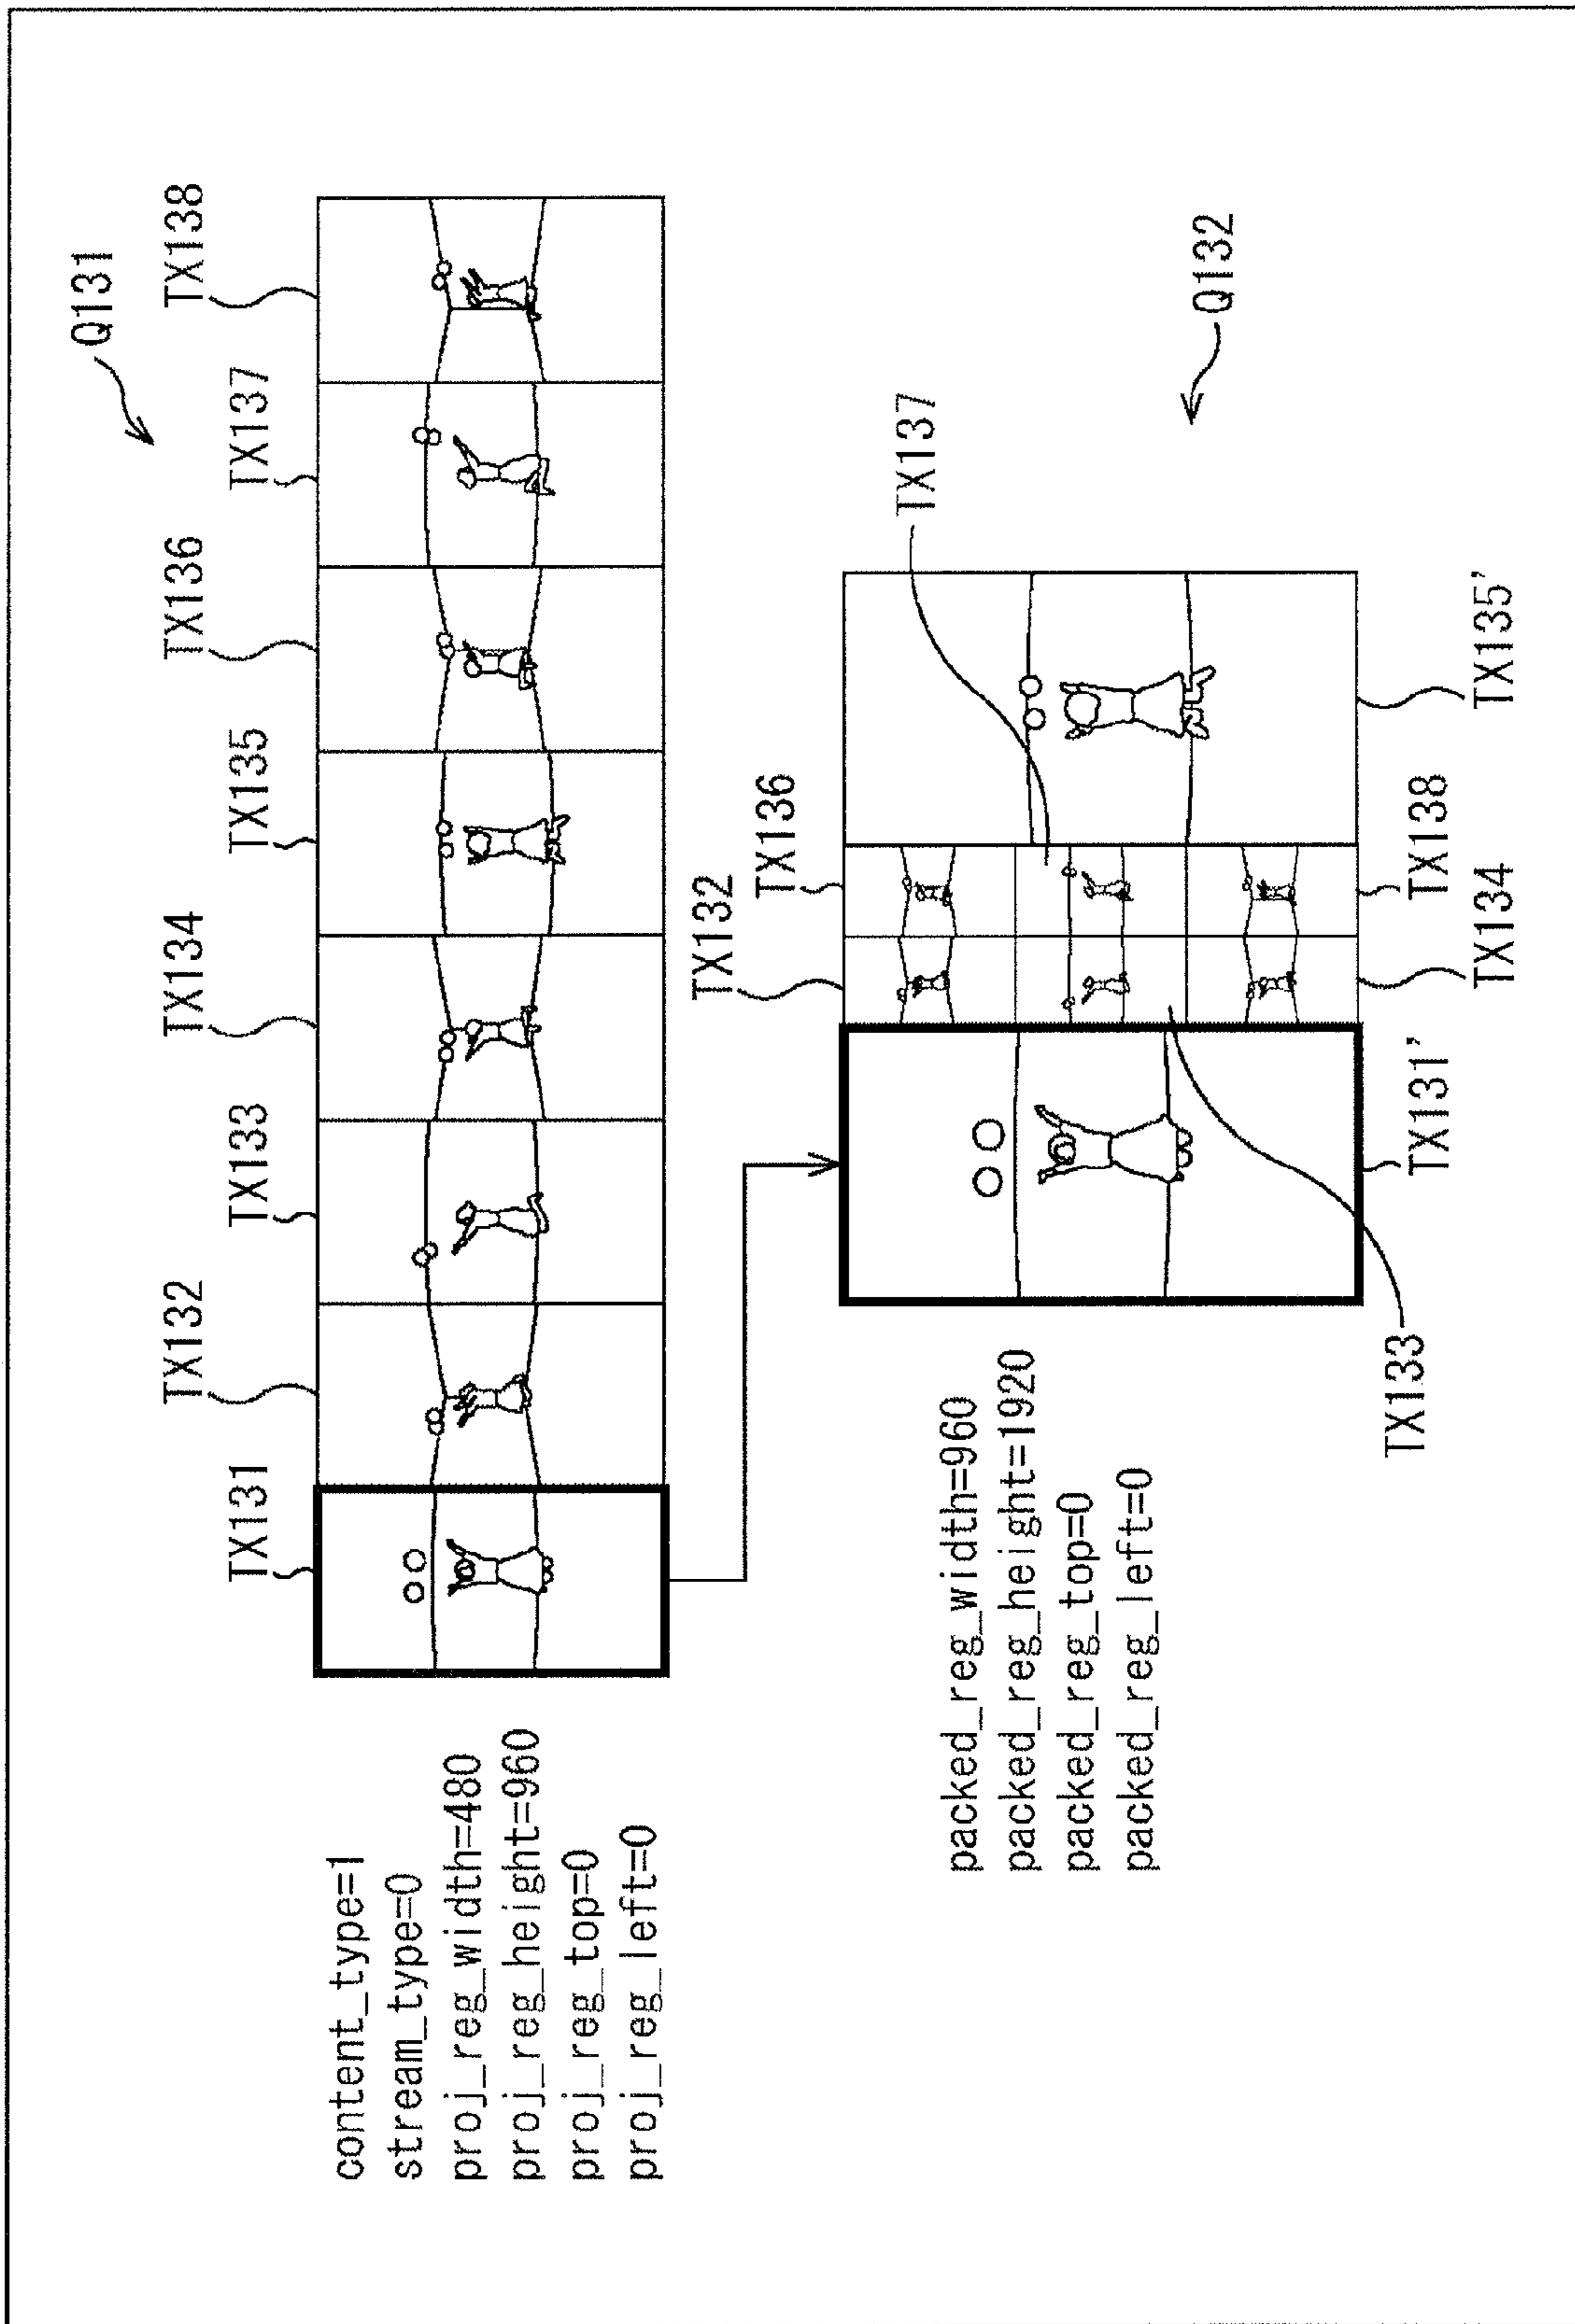 Q131
TX131
TX132
TX133
TX134
TX135
TX136
TX137
TX138
content_type=1
stream_type=0
proj_reg_width=480
proj_reg_height=960
proj_reg_top=0
proj_reg_left=0
TX132
TX136
TX137
packed_reg_width=960
packed_reg_height=1920
packed_reg_top=0
packed_reg_left=0
Q132
TX133
TX131'
TX134
TX138
TX135'